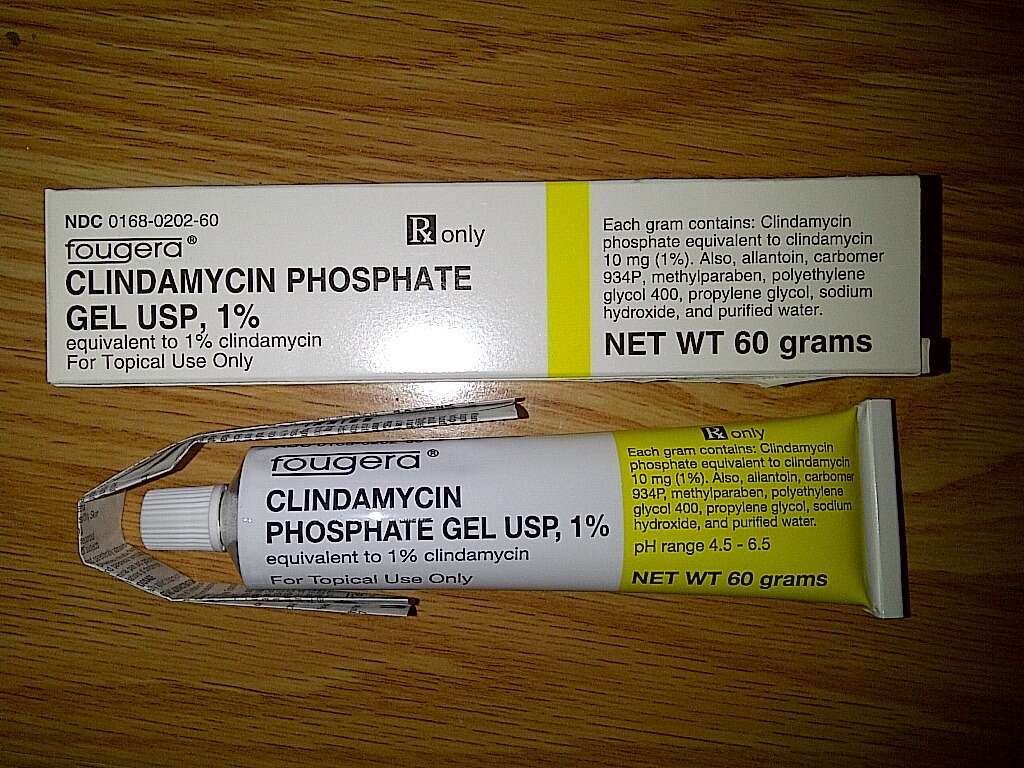 NDC 0168-0202-60
fougera®
Rx only
CLINDAMYCIN PHOSPHATE
GEL USP, 1%
equivalent to 1% clindamycin
For Topical Use Only
Each gram contains: Clindamycin
phosphate equivalent to clindamycin
10 mg (1%). Also, allantoin, carbomer
934P, methylparaben, polyethylene
glycol 400, propylene glycol, sodium
hydroxide, and purified water.
NET WT 60 grams
fougera®
CLINDAMYCIN
PHOSPHATE GEL USP, 1%
equivalent to 1% clindamycin
For Topical Use Only
Rx only
Each gram contains: Clindamycin
phosphate equivalent to clindamycin
10 mg (1%). Also, allantoin, carbomer
934P, methylparaben, polyethylene
glycol 400, propylene glycol, sodium
hydroxide, and purified water.
pH range 4.5 - 6.5
NET WT 60 grams